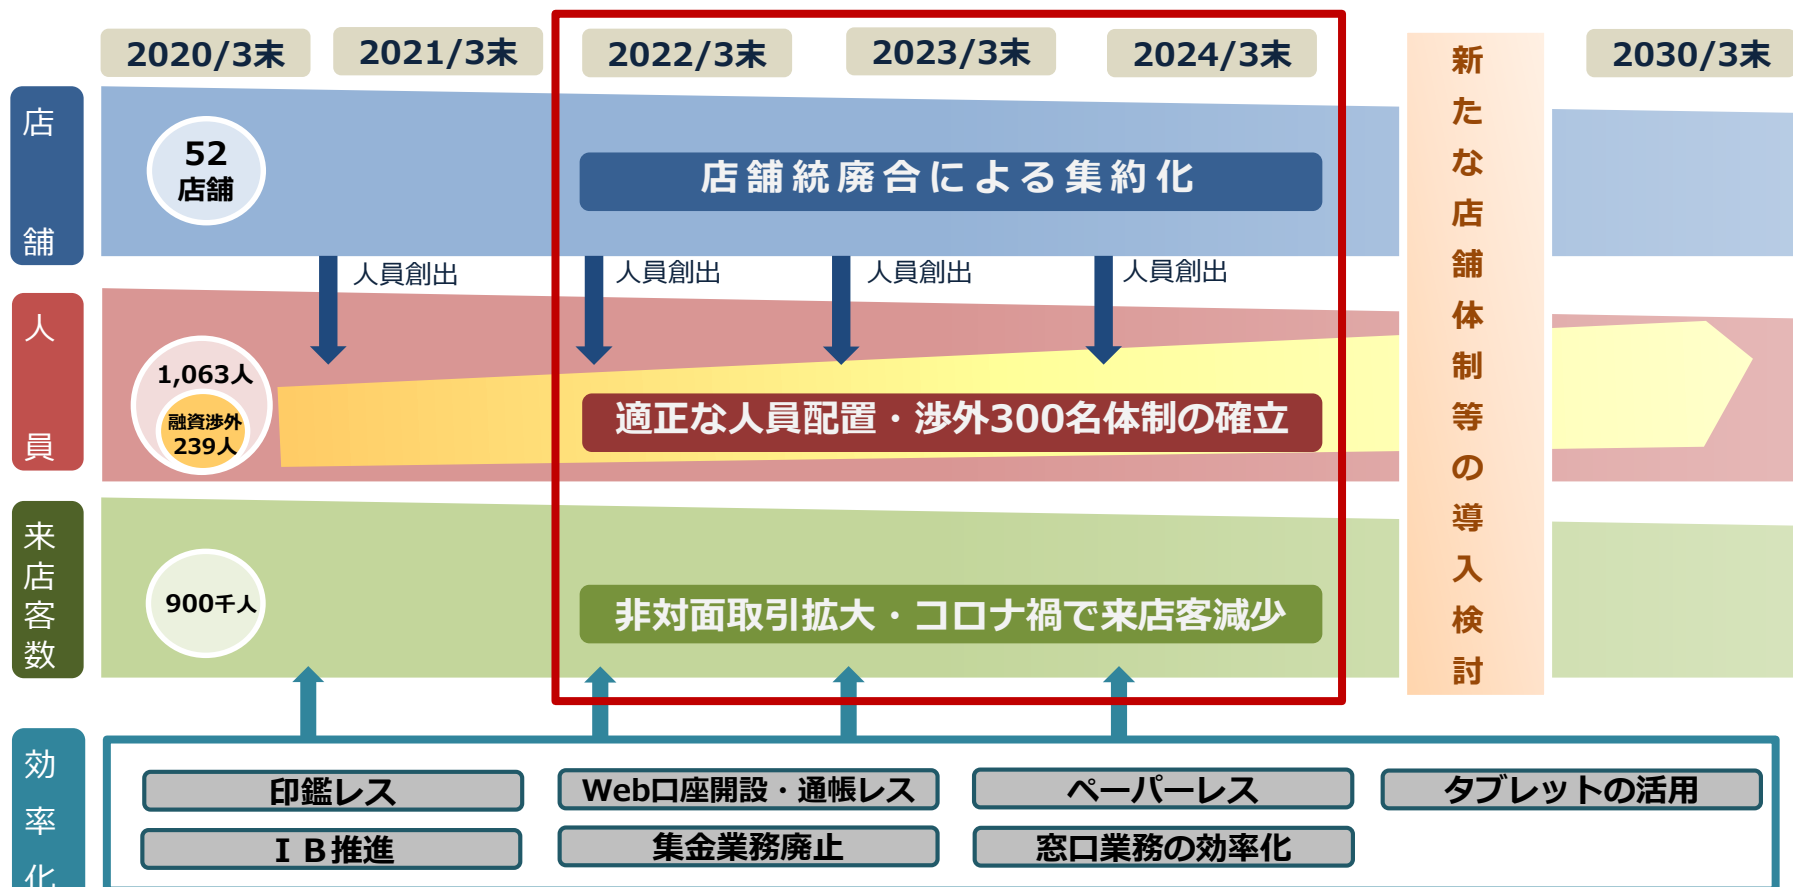 2020/3末
2021/3末
2022/3末
2023/3末
2024/3末
2030/3末
店舗
52
店舗
店舗統廃合による集約化
人員創出
人員創出
人員創出
人員創出
人員
1,063人
融資渉外
239人
適正な人員配置・渉外300名体制の確立
来店客数
900千人
非対面取引拡大・コロナ禍で来店客減少
新たな店舗体制等の導入検討
効率化
印鑑レス
Web口座開設・通帳レス
ペーパーレス
タブレットの活用
ＩＢ推進
集金業務廃止
窓口業務の効率化